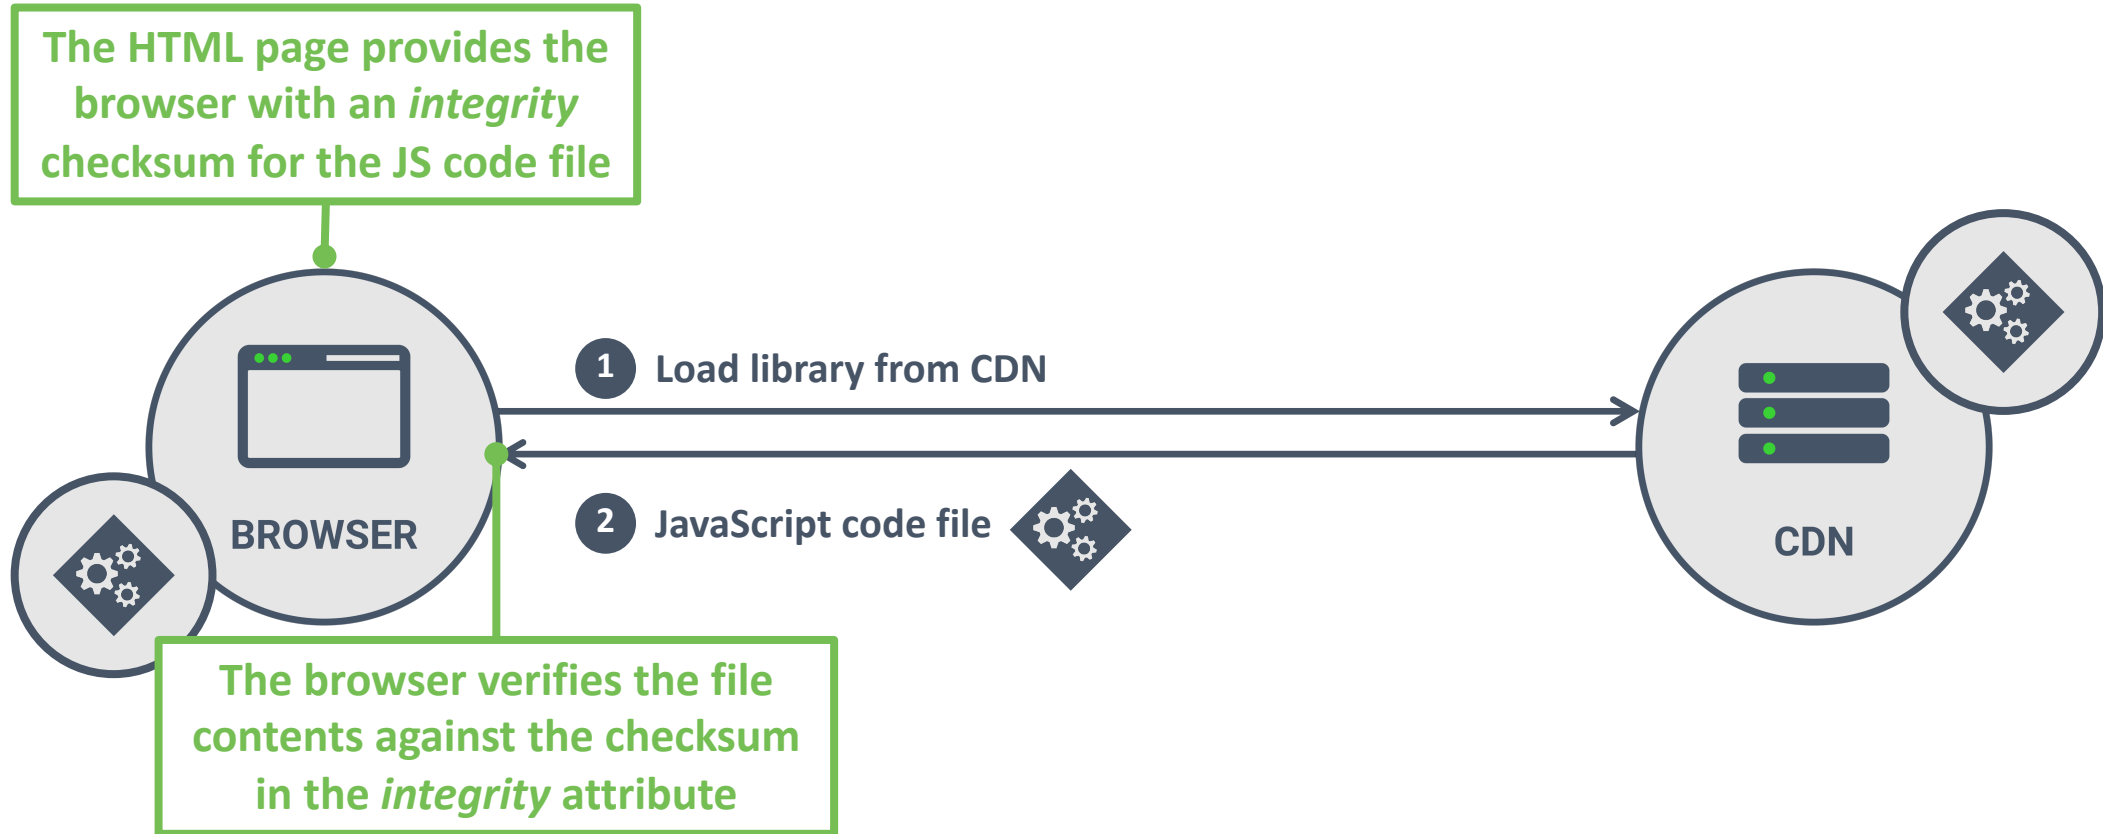 The HTML page provides the
browser with an integrity
checksum for the JS code file
1 Load library from CDN
BROWSER
2 JavaScript code file
CDN
The browser verifies the file
contents against the checksum
in the integrity attribute